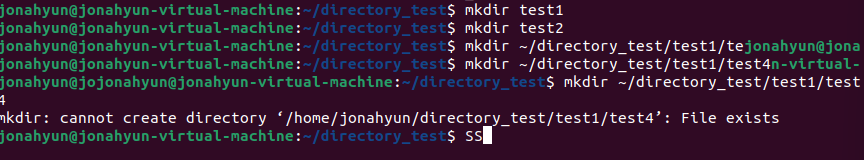 jonahyun@jonahyun-virtual-machine:~/directory_test$ mkdir test1
jonahyun@jonahyun-virtual-machine:~/directory_test$ mkdir test2
jonahyun@jonahyun-virtual-machine:~/directory_test$ mkdir ~/directory_test/test1/tejonahyun@jona
jonahyun@jonahyun-virtual-machine:~/directory_test$ mkdir ~/directory_test/test1/test4n-virtual-
jonahyun@jojonahyun@jonahyun-virtual-machine:~/directory_test$ mkdir ~/directory_test/test1/test
4
mkdir: cannot create directory ‘/home/jonahyun/directory_test/test1/test4’: File exists
jonahyun@jonahyun-virtual-machine:~/directory_test$ SS